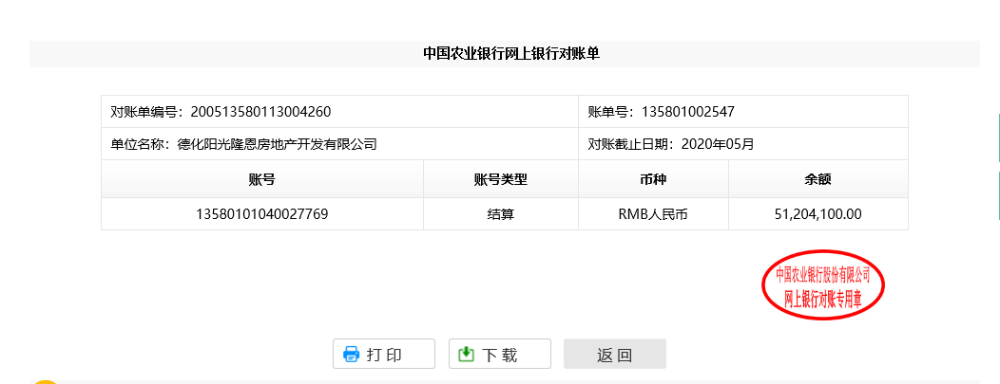 中国农业银行网上银行对账单
对账单编号：200513580113004260 账单号：135801002547
单位名称：德化阳光隆恩房地产开发有限公司 对账截止日期：2020年05月
账号 账号类型 币种 余额
13580101040027769 结算 RMB人民币 51,204,100.00
中国农业银行股份有限公司
网上银行对账专用章
打印 下载 返回